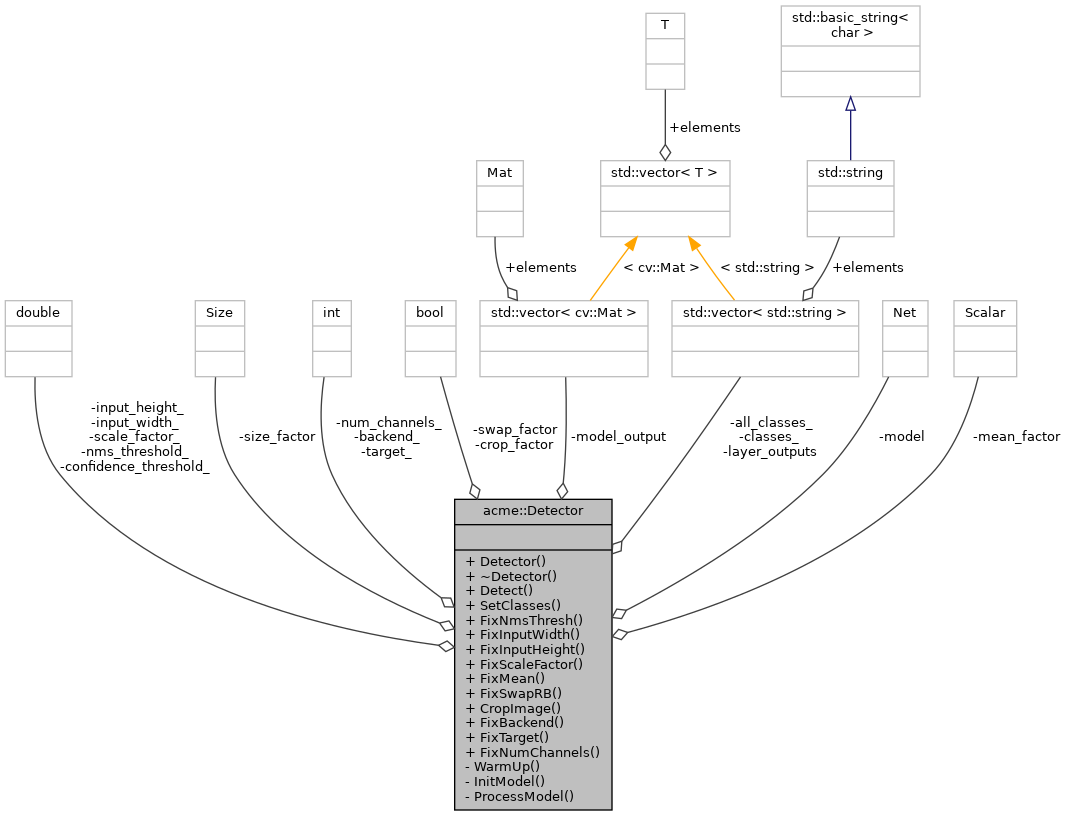 std::basic_string<
char >
T
+elements
Mat
std::vector< T >
std::string
+elements
< cv::Mat >
< std::string >
+elements
double
Size
int
bool
std::vector< cv::Mat >
std::vector< std::string >
Net
Scalar
-input_height_
-input_width_
-scale_factor_
-nms_threshold_
-confidence_threshold_
-size_factor
-num_channels_
-backend_
-target_
-swap_factor
-crop_factor
-model_output
-all_classes_
-classes_
-layer_outputs
-model
-mean_factor
acme::Detector
+ Detector()
+ ~Detector()
+ Detect()
+ SetClasses()
+ FixNmsThresh()
+ FixInputWidth()
+ FixInputHeight()
+ FixScaleFactor()
+ FixMean()
+ FixSwapRB()
+ CropImage()
+ FixBackend()
+ FixTarget()
+ FixNumChannels()
- WarmUp()
- InitModel()
- ProcessModel()